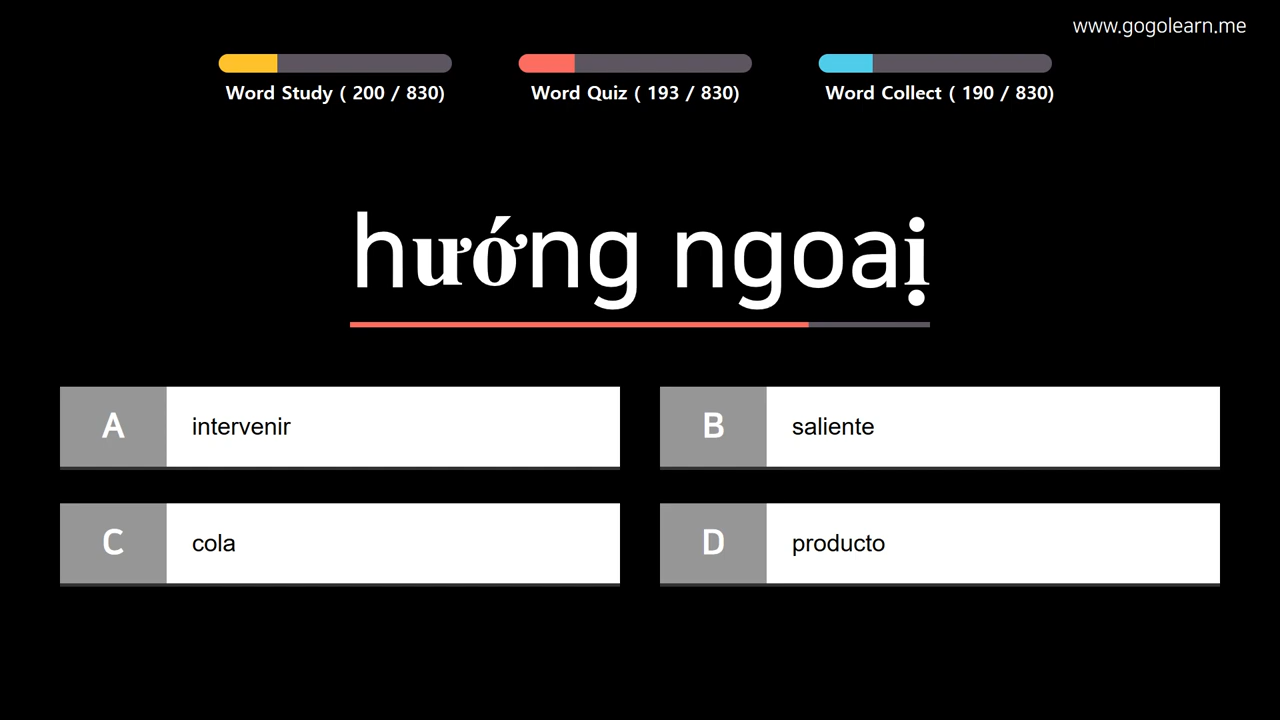 www.gogolearn.me
Word Study ( 200 / 830)
Word Quiz ( 193 / 830)
Word Collect ( 190 / 830)
hướng ngoaị
A intervenir
B saliente
C cola
D producto